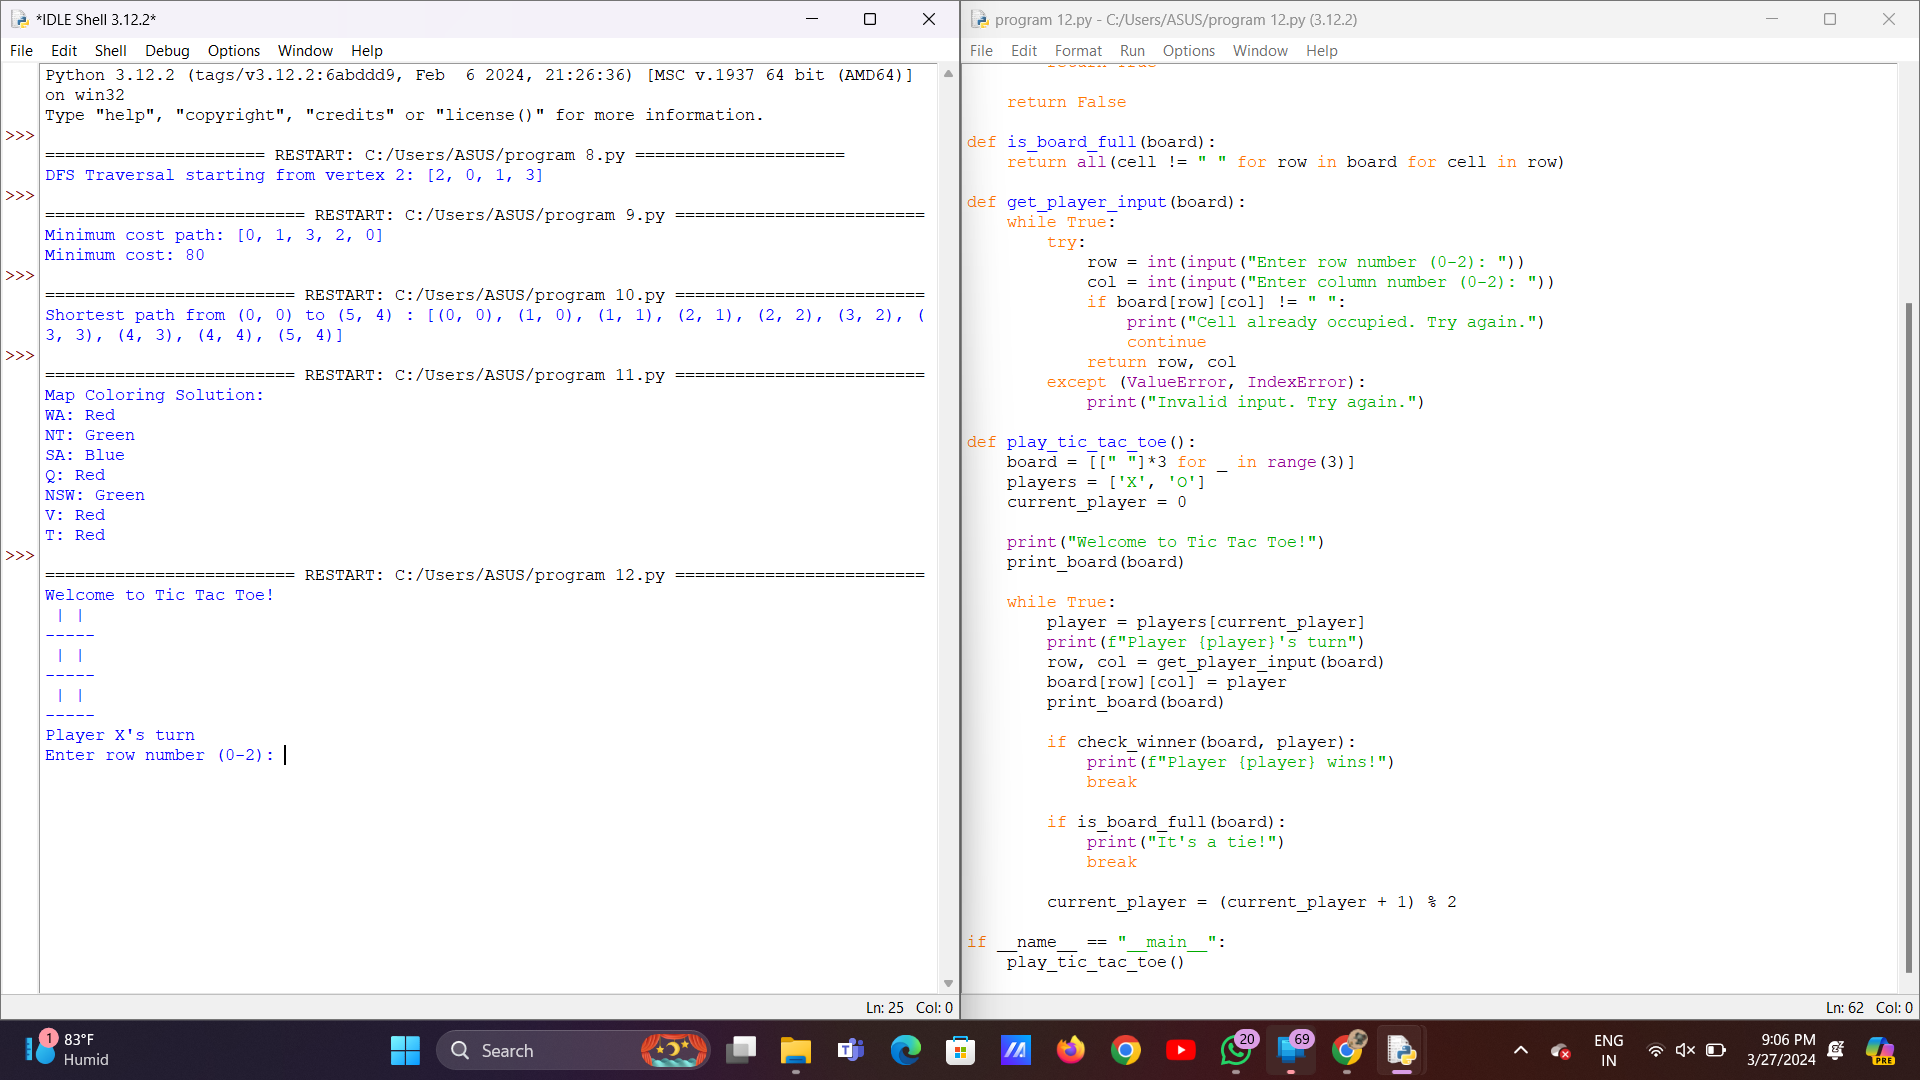 *IDLE Shell 3.12.2*
File Edit Shell Debug Options Window Help
Python 3.12.2 (tags/v3.12.2:6abddd9, Feb  6 2024, 21:26:36) [MSC v.1937 64 bit (AMD64)]
on win32
Type "help", "copyright", "credits" or "license()" for more information.
>>>
====================== RESTART: C:/Users/ASUS/program 8.py =====================
DFS Traversal starting from vertex 2: [2, 0, 1, 3]
>>>
========================== RESTART: C:/Users/ASUS/program 9.py =========================
Minimum cost path: [0, 1, 3, 2, 0]
Minimum cost: 80
>>>
========================= RESTART: C:/Users/ASUS/program 10.py =========================
Shortest path from (0, 0) to (5, 4) : [(0, 0), (1, 0), (1, 1), (2, 1), (2, 2), (3, 2), (
3, 3), (4, 3), (4, 4), (5, 4)]
>>>
========================= RESTART: C:/Users/ASUS/program 11.py =========================
Map Coloring Solution:
WA: Red
NT: Green
SA: Blue
Q: Red
NSW: Green
V: Red
T: Red
>>>
========================= RESTART: C:/Users/ASUS/program 12.py =========================
Welcome to Tic Tac Toe!
 | |
-----
 | |
-----
 | |
-----
Player X's turn
Enter row number (0-2):
Ln: 25 Col: 0
program 12.py - C:/Users/ASUS/program 12.py (3.12.2)
File Edit Format Run Options Window Help
        return True

    return False

def is_board_full(board):
    return all(cell != " " for row in board for cell in row)

def get_player_input(board):
    while True:
        try:
            row = int(input("Enter row number (0-2): "))
            col = int(input("Enter column number (0-2): "))
            if board[row][col] != " ":
                print("Cell already occupied. Try again.")
                continue
            return row, col
        except (ValueError, IndexError):
            print("Invalid input. Try again.")

def play_tic_tac_toe():
    board = [[" "]*3 for _ in range(3)]
    players = ['X', 'O']
    current_player = 0

    print("Welcome to Tic Tac Toe!")
    print_board(board)

    while True:
        player = players[current_player]
        print(f"Player {player}'s turn")
        row, col = get_player_input(board)
        board[row][col] = player
        print_board(board)

        if check_winner(board, player):
            print(f"Player {player} wins!")
            break

        if is_board_full(board):
            print("It's a tie!")
            break

        current_player = (current_player + 1) % 2

if __name__ == "__main__":
    play_tic_tac_toe()
Ln: 62 Col: 0
1
83°F
Humid
Search
20
69
ENG
IN
9:06 PM
3/27/2024
PRE